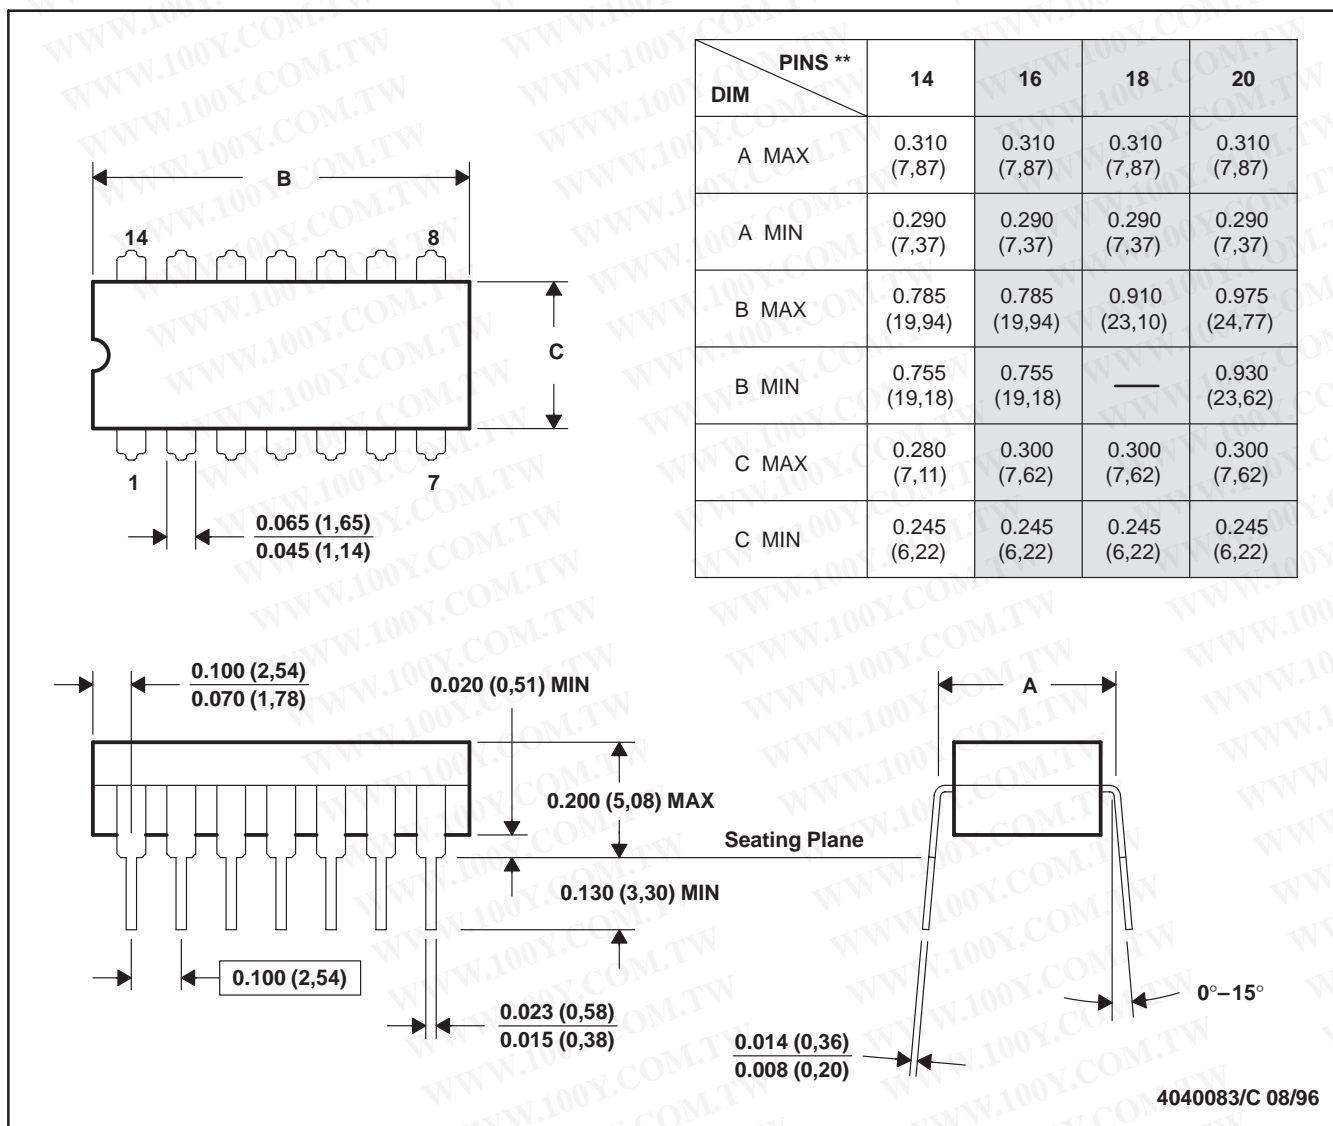 PINS **
DIM
14 16 18 20
A MAX 0.310 (7,87) 0.310 (7,87) 0.310 (7,87) 0.310 (7,87)
A MIN 0.290 (7,37) 0.290 (7,37) 0.290 (7,37) 0.290 (7,37)
B MAX 0.785 (19,94) 0.785 (19,94) 0.910 (23,10) 0.975 (24,77)
B MIN 0.755 (19,18) 0.755 (19,18) — 0.930 (23,62)
C MAX 0.280 (7,11) 0.300 (7,62) 0.300 (7,62) 0.300 (7,62)
C MIN 0.245 (6,22) 0.245 (6,22) 0.245 (6,22) 0.245 (6,22)
B
14
8
C
1
7
0.065 (1,65)
0.045 (1,14)
0.100 (2,54)
0.070 (1,78)
0.020 (0,51) MIN
A
0.200 (5,08) MAX
Seating Plane
0.130 (3,30) MIN
0.100 (2,54)
0.023 (0,58)
0.015 (0,38)
0°–15°
0.014 (0,36)
0.008 (0,20)
4040083/C 08/96
WWW.100Y.COM.TW